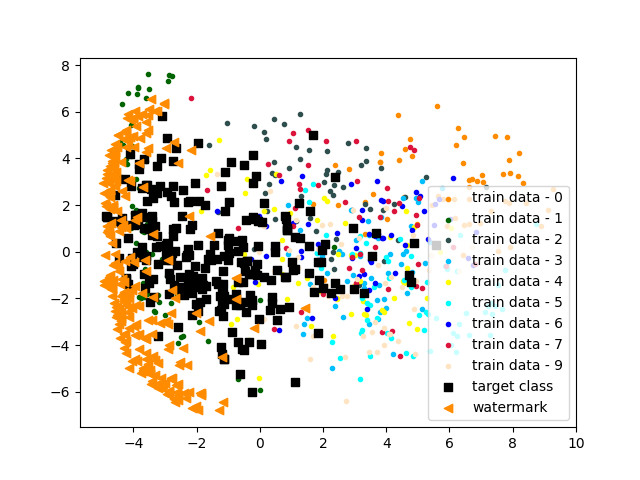 8
6
4
2
0
−2
−4
−6
−4
−2
0
2
4
6
8
10
train data - 0
train data - 1
train data - 2
train data - 3
train data - 4
train data - 5
train data - 6
train data - 7
train data - 9
target class
watermark